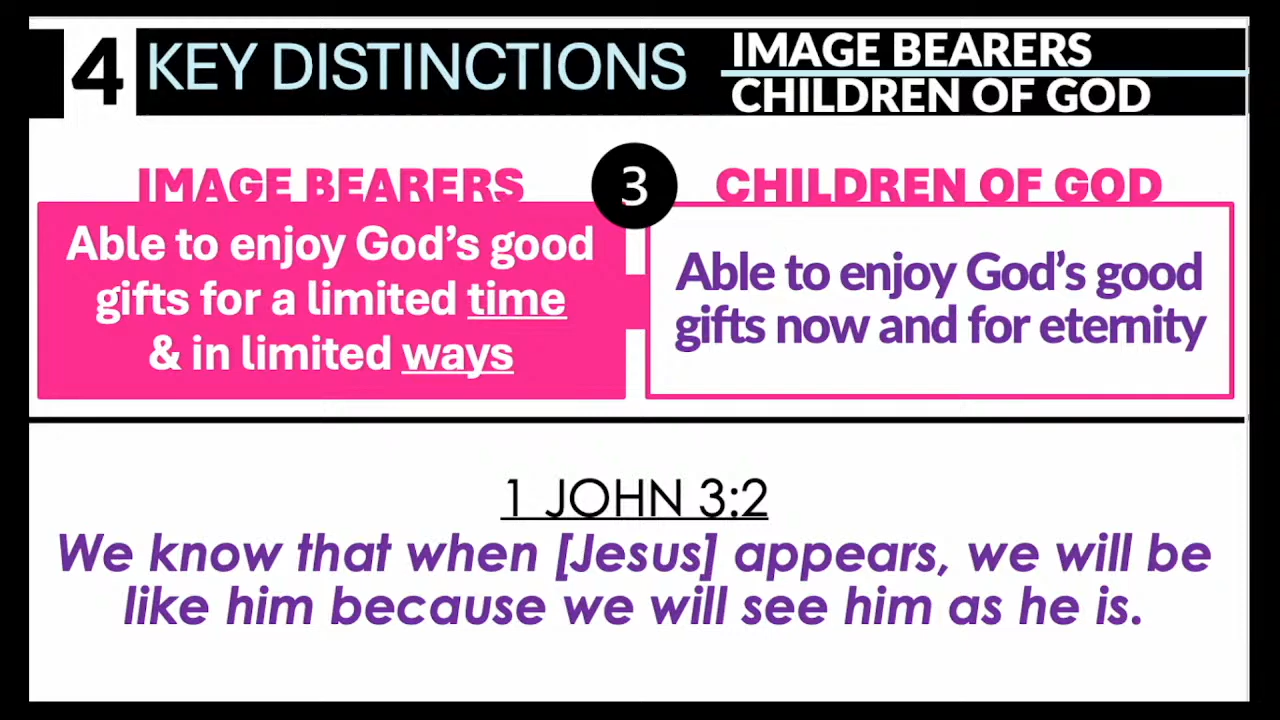 4 KEY DISTINCTIONS
IMAGE BEARERS
CHILDREN OF GOD
IMAGE BEARERS
3
CHILDREN OF GOD
Able to enjoy God's good
gifts for a limited time
& in limited ways
Able to enjoy God's good
gifts now and for eternity
1 JOHN 3:2
We know that when [Jesus] appears, we will be
like him because we will see him as he is.